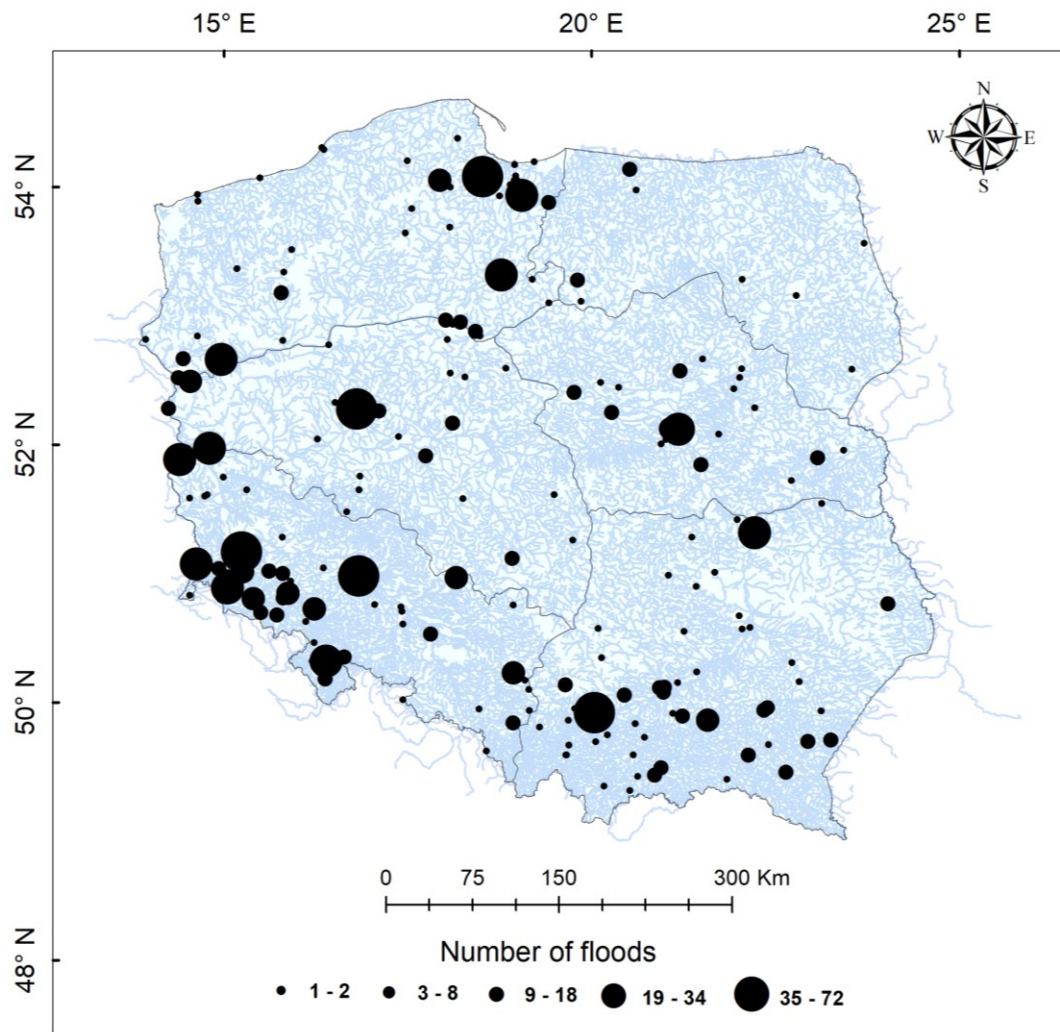 15° E 20° E 25° E
N
W E
S
54° N
52° N
50° N
48° N
0 75 150 300 Km
Number of floods
1 - 2 3 - 8 9 - 18 19 - 34 35 - 72